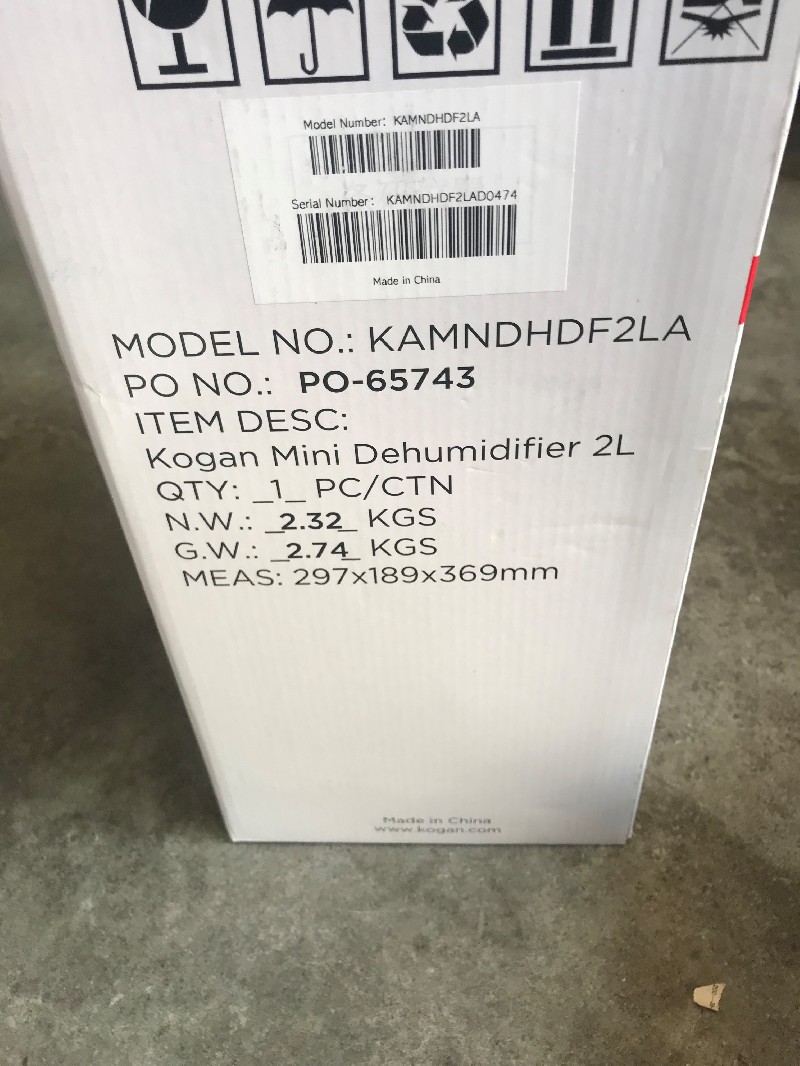 Model Number: KAMNDHDF2LA
Serial Number: KAMNDHDF2LAD0474
Made in China
MODEL NO.: KAMNDHDF2LA
PO NO.: PO-65743
ITEM DESC:
Kogan Mini Dehumidifier 2L
QTY: _1_ PC/CTN
N.W.: _2.32_ KGS
G.W.: _2.74_ KGS
MEAS: 297x189x369mm
Made in China
www.kogan.com